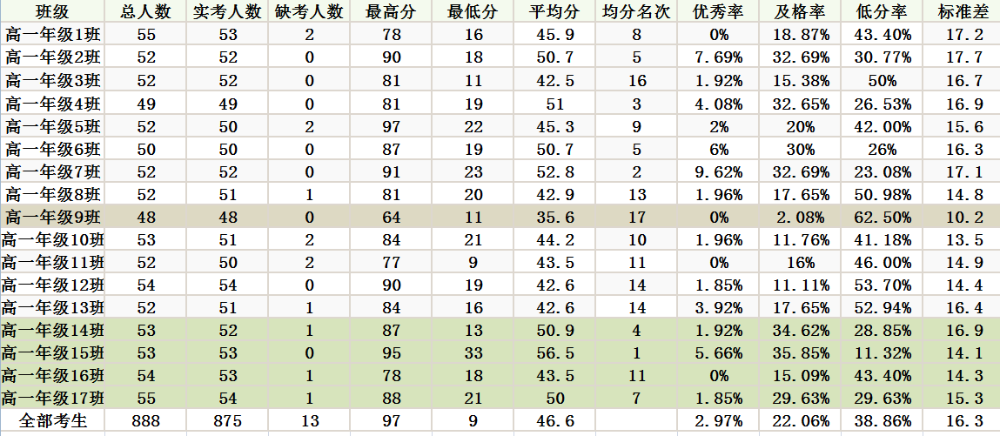 班级 总人数 实考人数 缺考人数 最高分 最低分 平均分 均分名次 优秀率 及格率 低分率 标准差
高一年级1班 55 53 2 78 16 45.9 8 0% 18.87% 43.40% 17.2
高一年级2班 52 52 0 90 18 50.7 5 7.69% 32.69% 30.77% 17.7
高一年级3班 52 52 0 81 11 42.5 16 1.92% 15.38% 50% 16.7
高一年级4班 49 49 0 81 19 51 3 4.08% 32.65% 26.53% 16.9
高一年级5班 52 50 2 97 22 45.3 9 2% 20% 42.00% 15.6
高一年级6班 50 50 0 87 19 50.7 5 6% 30% 26% 16.3
高一年级7班 52 52 0 91 23 52.8 2 9.62% 32.69% 23.08% 17.1
高一年级8班 52 51 1 81 20 42.9 13 1.96% 17.65% 50.98% 14.8
高一年级9班 48 48 0 64 11 35.6 17 0% 2.08% 62.50% 10.2
高一年级10班 53 51 2 84 21 44.2 10 1.96% 11.76% 41.18% 13.5
高一年级11班 52 50 2 77 9 43.5 11 0% 16% 46.00% 14.9
高一年级12班 54 54 0 90 19 42.6 14 1.85% 11.11% 53.70% 14.4
高一年级13班 52 51 1 84 16 42.6 14 3.92% 17.65% 52.94% 16.4
高一年级14班 53 52 1 87 13 50.9 4 1.92% 34.62% 28.85% 16.9
高一年级15班 53 53 0 95 33 56.5 1 5.66% 35.85% 11.32% 14.1
高一年级16班 54 53 1 78 18 43.5 11 0% 15.09% 43.40% 14.3
高一年级17班 55 54 1 88 21 50 7 1.85% 29.63% 29.63% 15.3
全部考生 888 875 13 97 9 46.6 2.97% 22.06% 38.86% 16.3